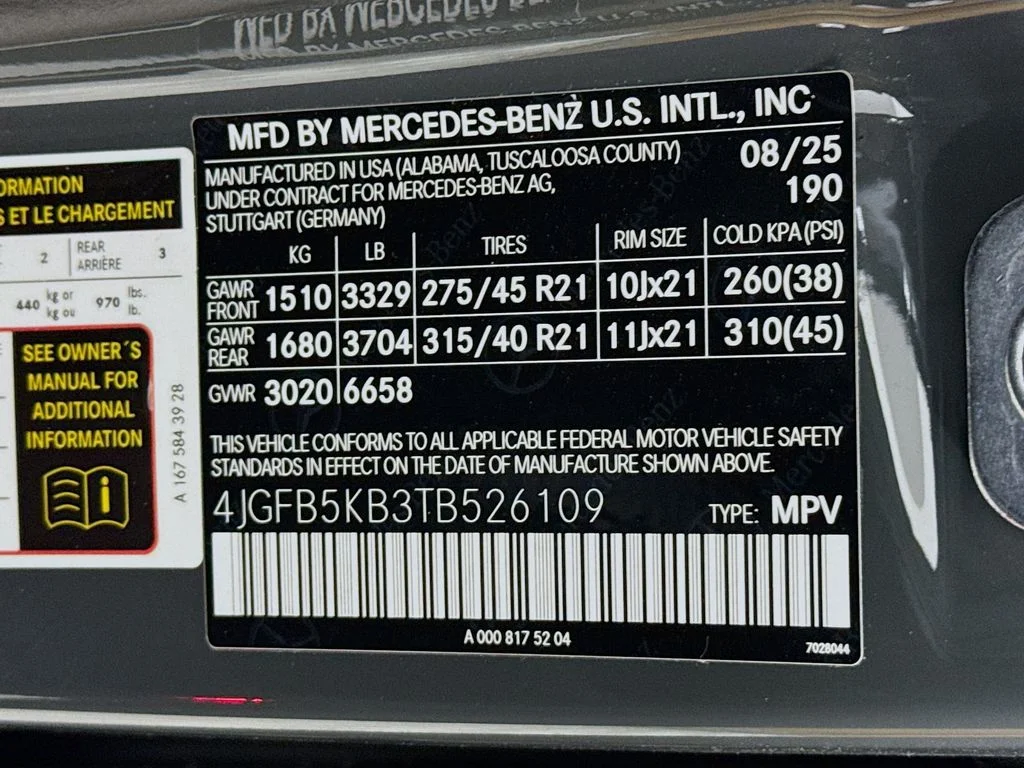 MFD BY MERCEDES-BENZ U.S. INTL., INC
MANUFACTURED IN USA (ALABAMA, TUSCALOOSA COUNTY) 08/25
UNDER CONTRACT FOR MERCEDES-BENZ AG, 190
STUTTGART (GERMANY)
KG LB TIRES RIM SIZE COLD KPA (PSI)
GAWR FRONT 1510 3329 275/45 R21 10Jx21 260(38)
GAWR REAR 1680 3704 315/40 R21 11Jx21 310(45)
GVWR 3020 6658
THIS VEHICLE CONFORMS TO ALL APPLICABLE FEDERAL MOTOR VEHICLE SAFETY
STANDARDS IN EFFECT ON THE DATE OF MANUFACTURE SHOWN ABOVE.
4JGFB5KB3TB526109 TYPE: MPV
A 000 817 52 04
7028044
ORMATION
S ET LE CHARGEMENT
2 REAR ARRIÈRE 3
440 kg or kg ou 970 lbs. lb.
SEE OWNER´S
MANUAL FOR
ADDITIONAL
INFORMATION
A 167 584 39 28